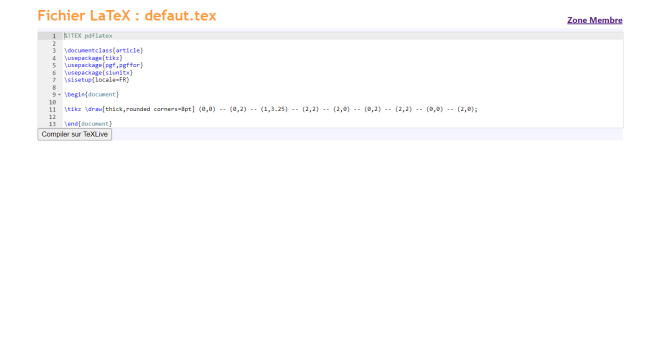 Fichier LaTeX : defaut.tex
Zone Membre
1 %!TEX pdflatex
2
3 \documentclass{article}
4 \usepackage{tikz}
5 \usepackage{pgf,pgffor}
6 \usepackage{siunitx}
7 \sisetup{locale=FR}
8
9 \begin{document}
10
11 \tikz \draw[thick,rounded corners=8pt] (0,0) -- (0,2) -- (1,3.25) -- (2,2) -- (2,0) -- (0,2) -- (2,2) -- (0,0) -- (2,0);
12
13 \end{document}
Compiler sur TeXLive